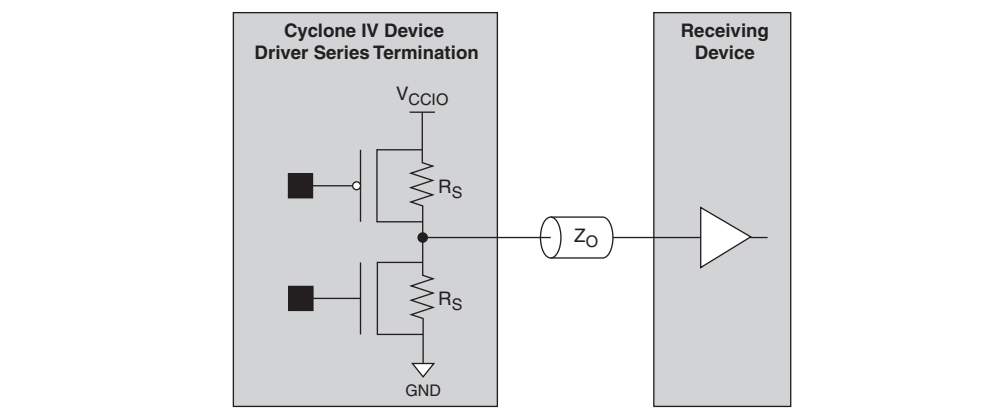 Cyclone IV Device
Driver Series Termination
Receiving
Device
VCCIO
RS
ZO
RS
GND